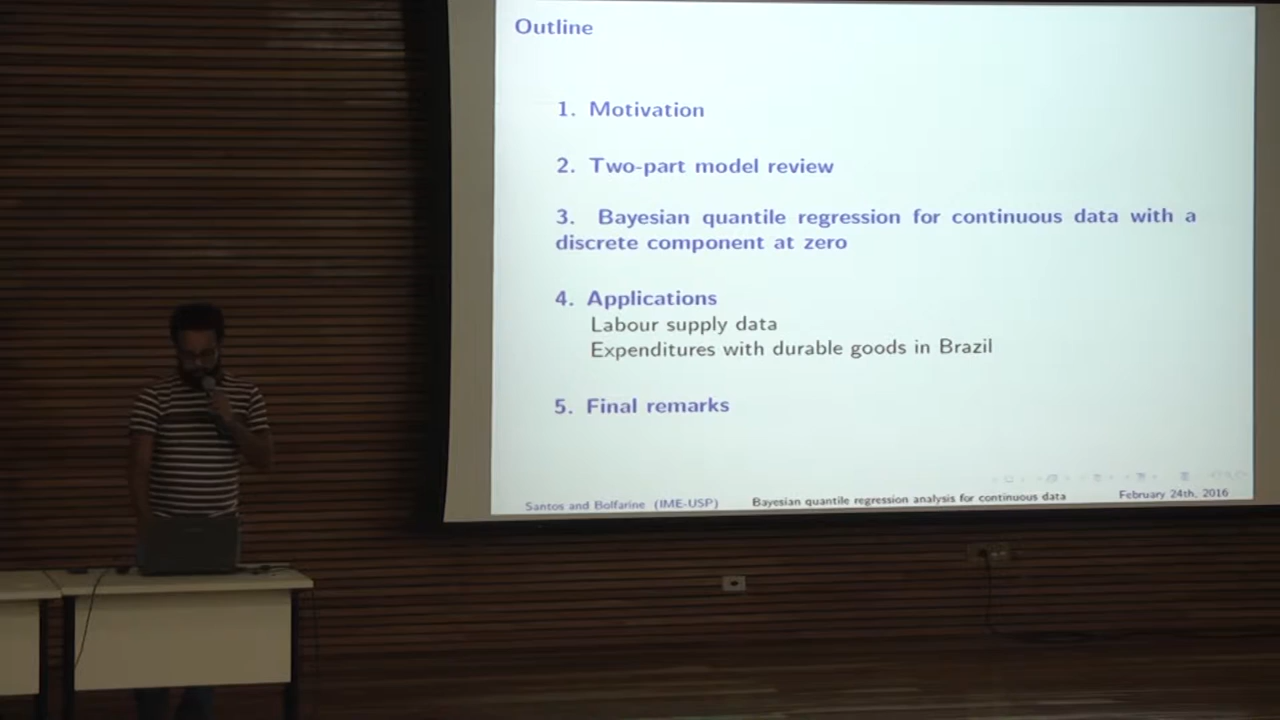 Outline
1. Motivation
2. Two-part model review
3. Bayesian quantile regression for continuous data with a
discrete component at zero
4. Applications
Labour supply data
Expenditures with durable goods in Brazil
5. Final remarks
Santos and Bolfarine (IME-USP) Bayesian quantile regression analysis for continuous data February 24th, 2016